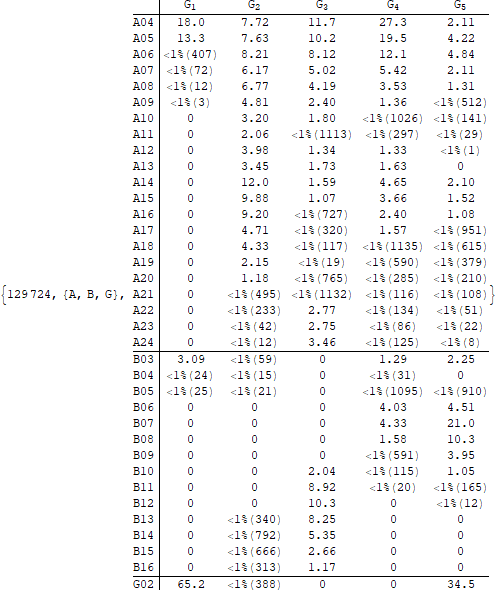 G₁ G₂ G₃ G₄ G₅
A04 18.0 7.72 11.7 27.3 2.11
A05 13.3 7.63 10.2 19.5 4.22
A06 <1%(407) 8.21 8.12 12.1 4.84
A07 <1%(72) 6.17 5.02 5.42 2.11
A08 <1%(12) 6.77 4.19 3.53 1.31
A09 <1%(3) 4.81 2.40 1.36 <1%(512)
A10 0 3.20 1.80 <1%(1026) <1%(141)
A11 0 2.06 <1%(1113) <1%(297) <1%(29)
A12 0 3.98 1.34 1.33 <1%(1)
A13 0 3.45 1.73 1.63 0
A14 0 12.0 1.59 4.65 2.10
A15 0 9.88 1.07 3.66 1.52
A16 0 9.20 <1%(727) 2.40 1.08
A17 0 4.71 <1%(320) 1.57 <1%(951)
A18 0 4.33 <1%(117) <1%(1135) <1%(615)
A19 0 2.15 <1%(19) <1%(590) <1%(379)
A20 0 1.18 <1%(765) <1%(285) <1%(210)
{129724, {A, B, G}, A21 0 <1%(495) <1%(1132) <1%(116) <1%(108)}
A22 0 <1%(233) 2.77 <1%(134) <1%(51)
A23 0 <1%(42) 2.75 <1%(86) <1%(22)
A24 0 <1%(12) 3.46 <1%(125) <1%(8)
B03 3.09 <1%(59) 0 1.29 2.25
B04 <1%(24) <1%(15) 0 <1%(31) 0
B05 <1%(25) <1%(21) 0 <1%(1095) <1%(910)
B06 0 0 0 4.03 4.51
B07 0 0 0 4.33 21.0
B08 0 0 0 1.58 10.3
B09 0 0 0 <1%(591) 3.95
B10 0 0 2.04 <1%(115) 1.05
B11 0 0 8.92 <1%(20) <1%(165)
B12 0 0 10.3 0 <1%(12)
B13 0 <1%(340) 8.25 0 0
B14 0 <1%(792) 5.35 0 0
B15 0 <1%(666) 2.66 0 0
B16 0 <1%(313) 1.17 0 0
G02 65.2 <1%(388) 0 0 34.5